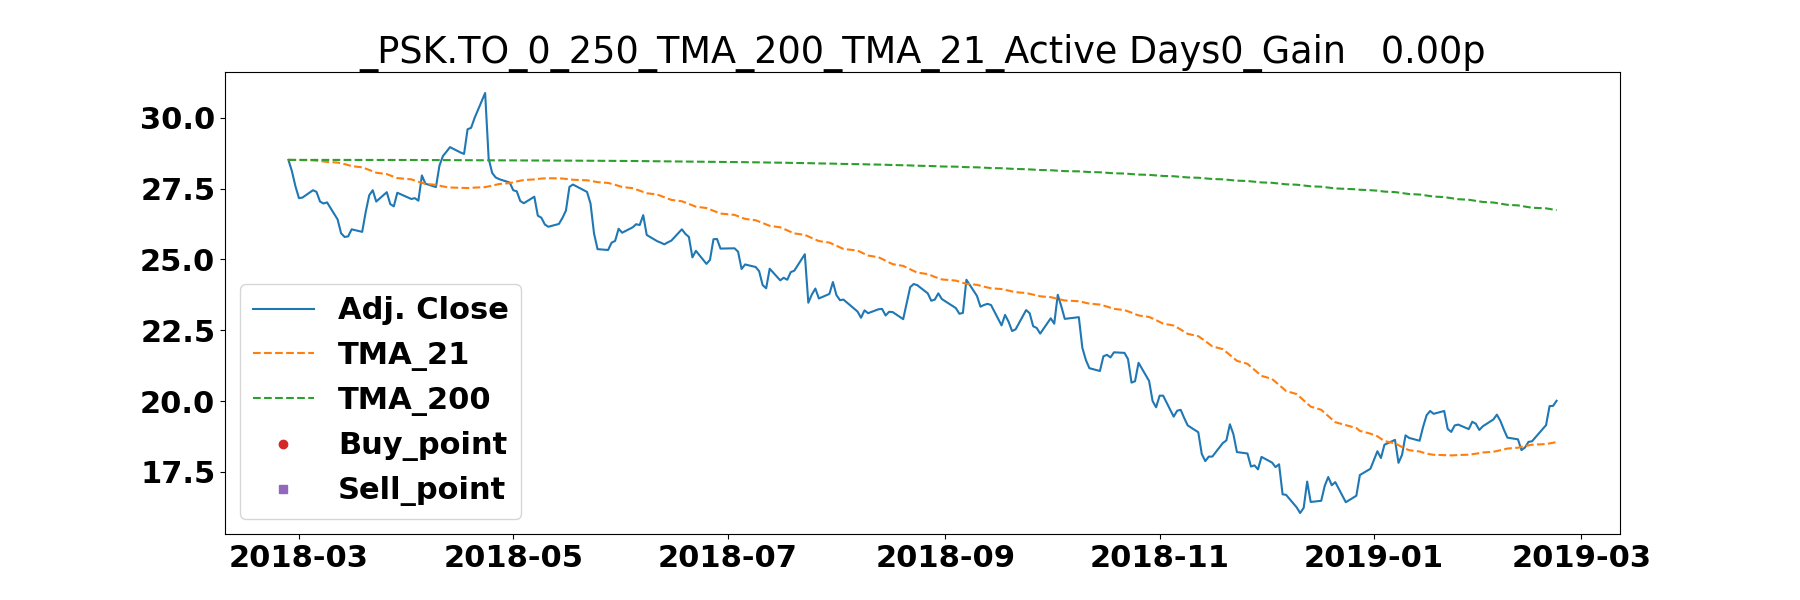 _PSK.TO_0_250_TMA_200_TMA_21_Active Days0_Gain   0.00p
30.0
27.5
25.0
22.5
20.0
17.5
Adj. Close
TMA_21
TMA_200
Buy_point
Sell_point
2018-03 2018-05 2018-07 2018-09 2018-11 2019-01 2019-03